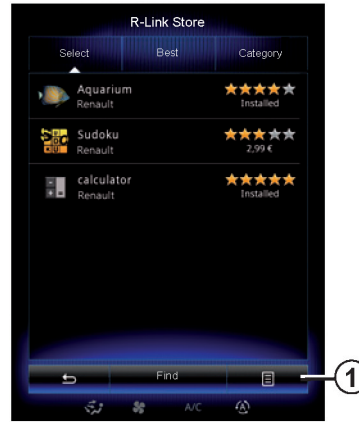 R-Link Store
Select Best Category
Aquarium
Renault Installed
Sudoku
Renault 2,99 €
calculator
Renault Installed
Find
A/C
1